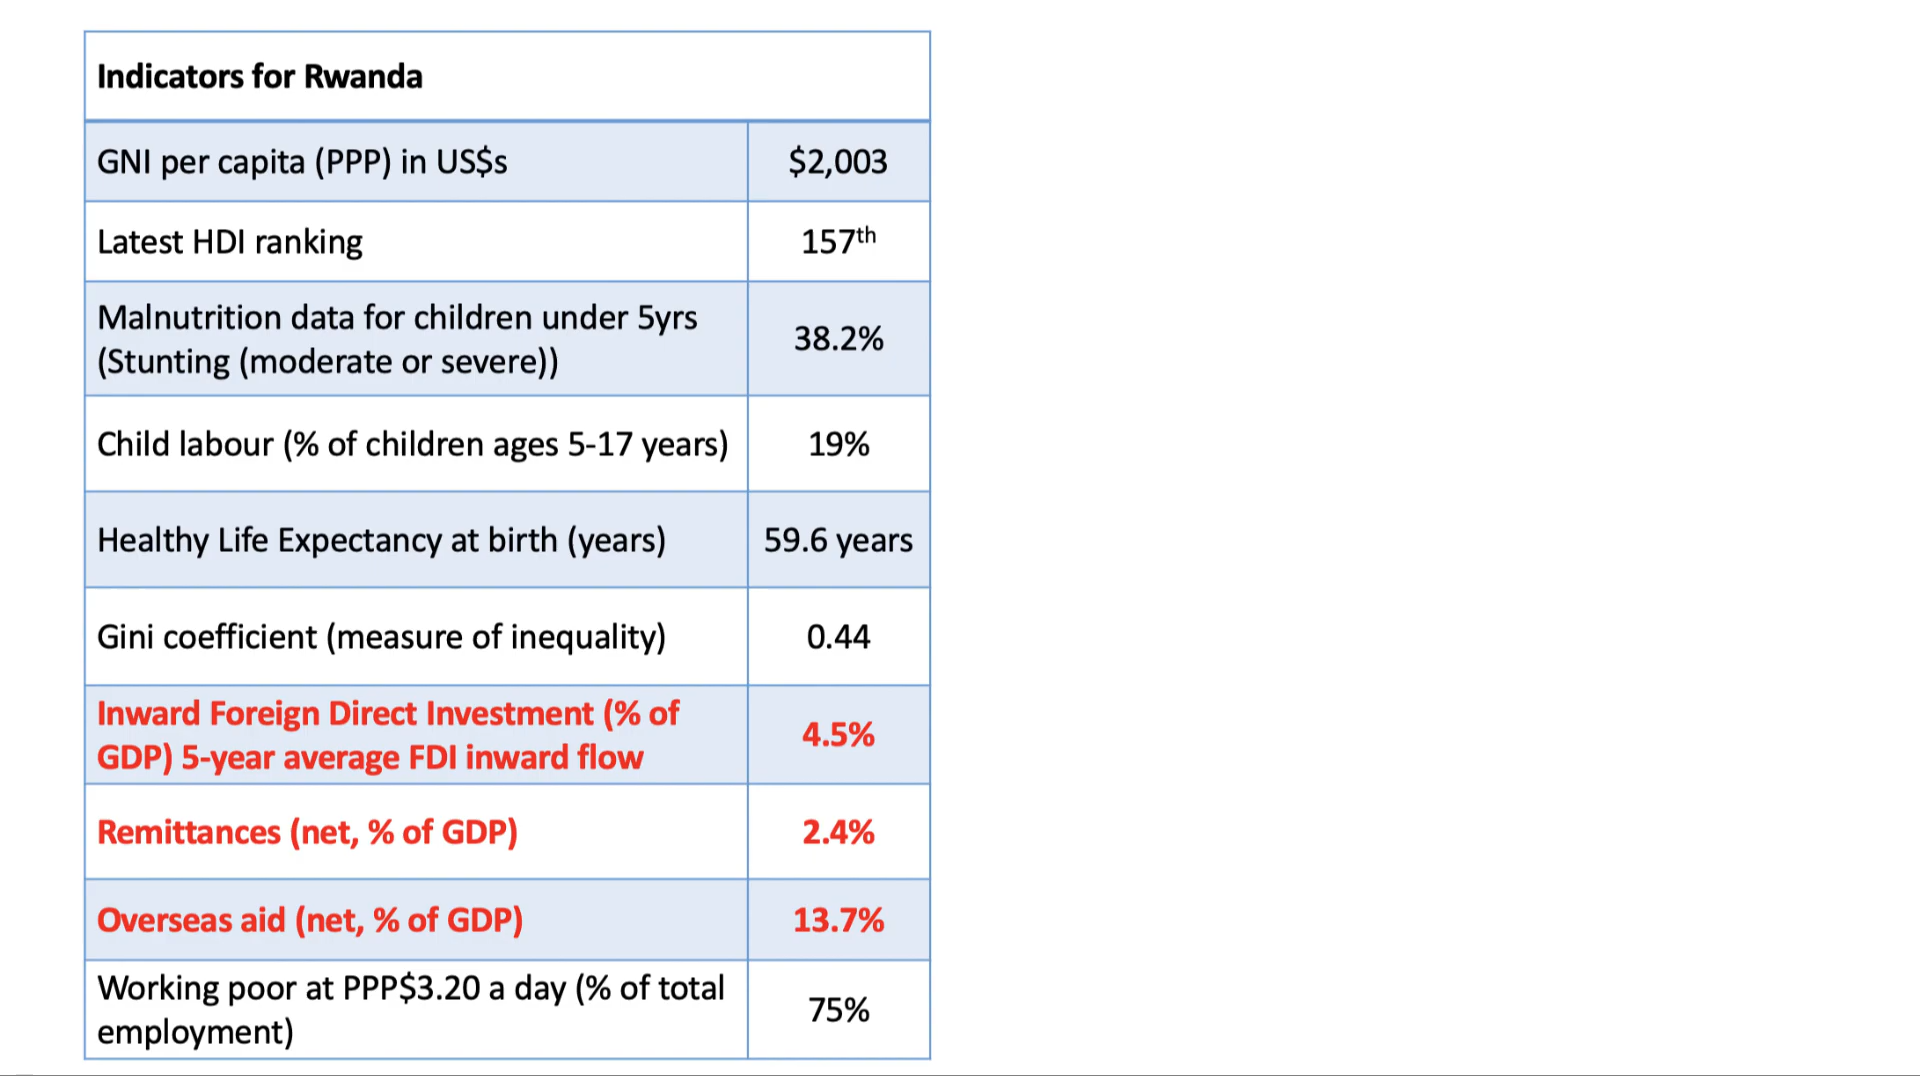 Indicators for Rwanda
GNI per capita (PPP) in US$s $2,003
Latest HDI ranking 157th
Malnutrition data for children under 5yrs
(Stunting (moderate or severe)) 38.2%
Child labour (% of children ages 5-17 years) 19%
Healthy Life Expectancy at birth (years) 59.6 years
Gini coefficient (measure of inequality) 0.44
Inward Foreign Direct Investment (% of
GDP) 5-year average FDI inward flow 4.5%
Remittances (net, % of GDP) 2.4%
Overseas aid (net, % of GDP) 13.7%
Working poor at PPP$3.20 a day (% of total
employment) 75%